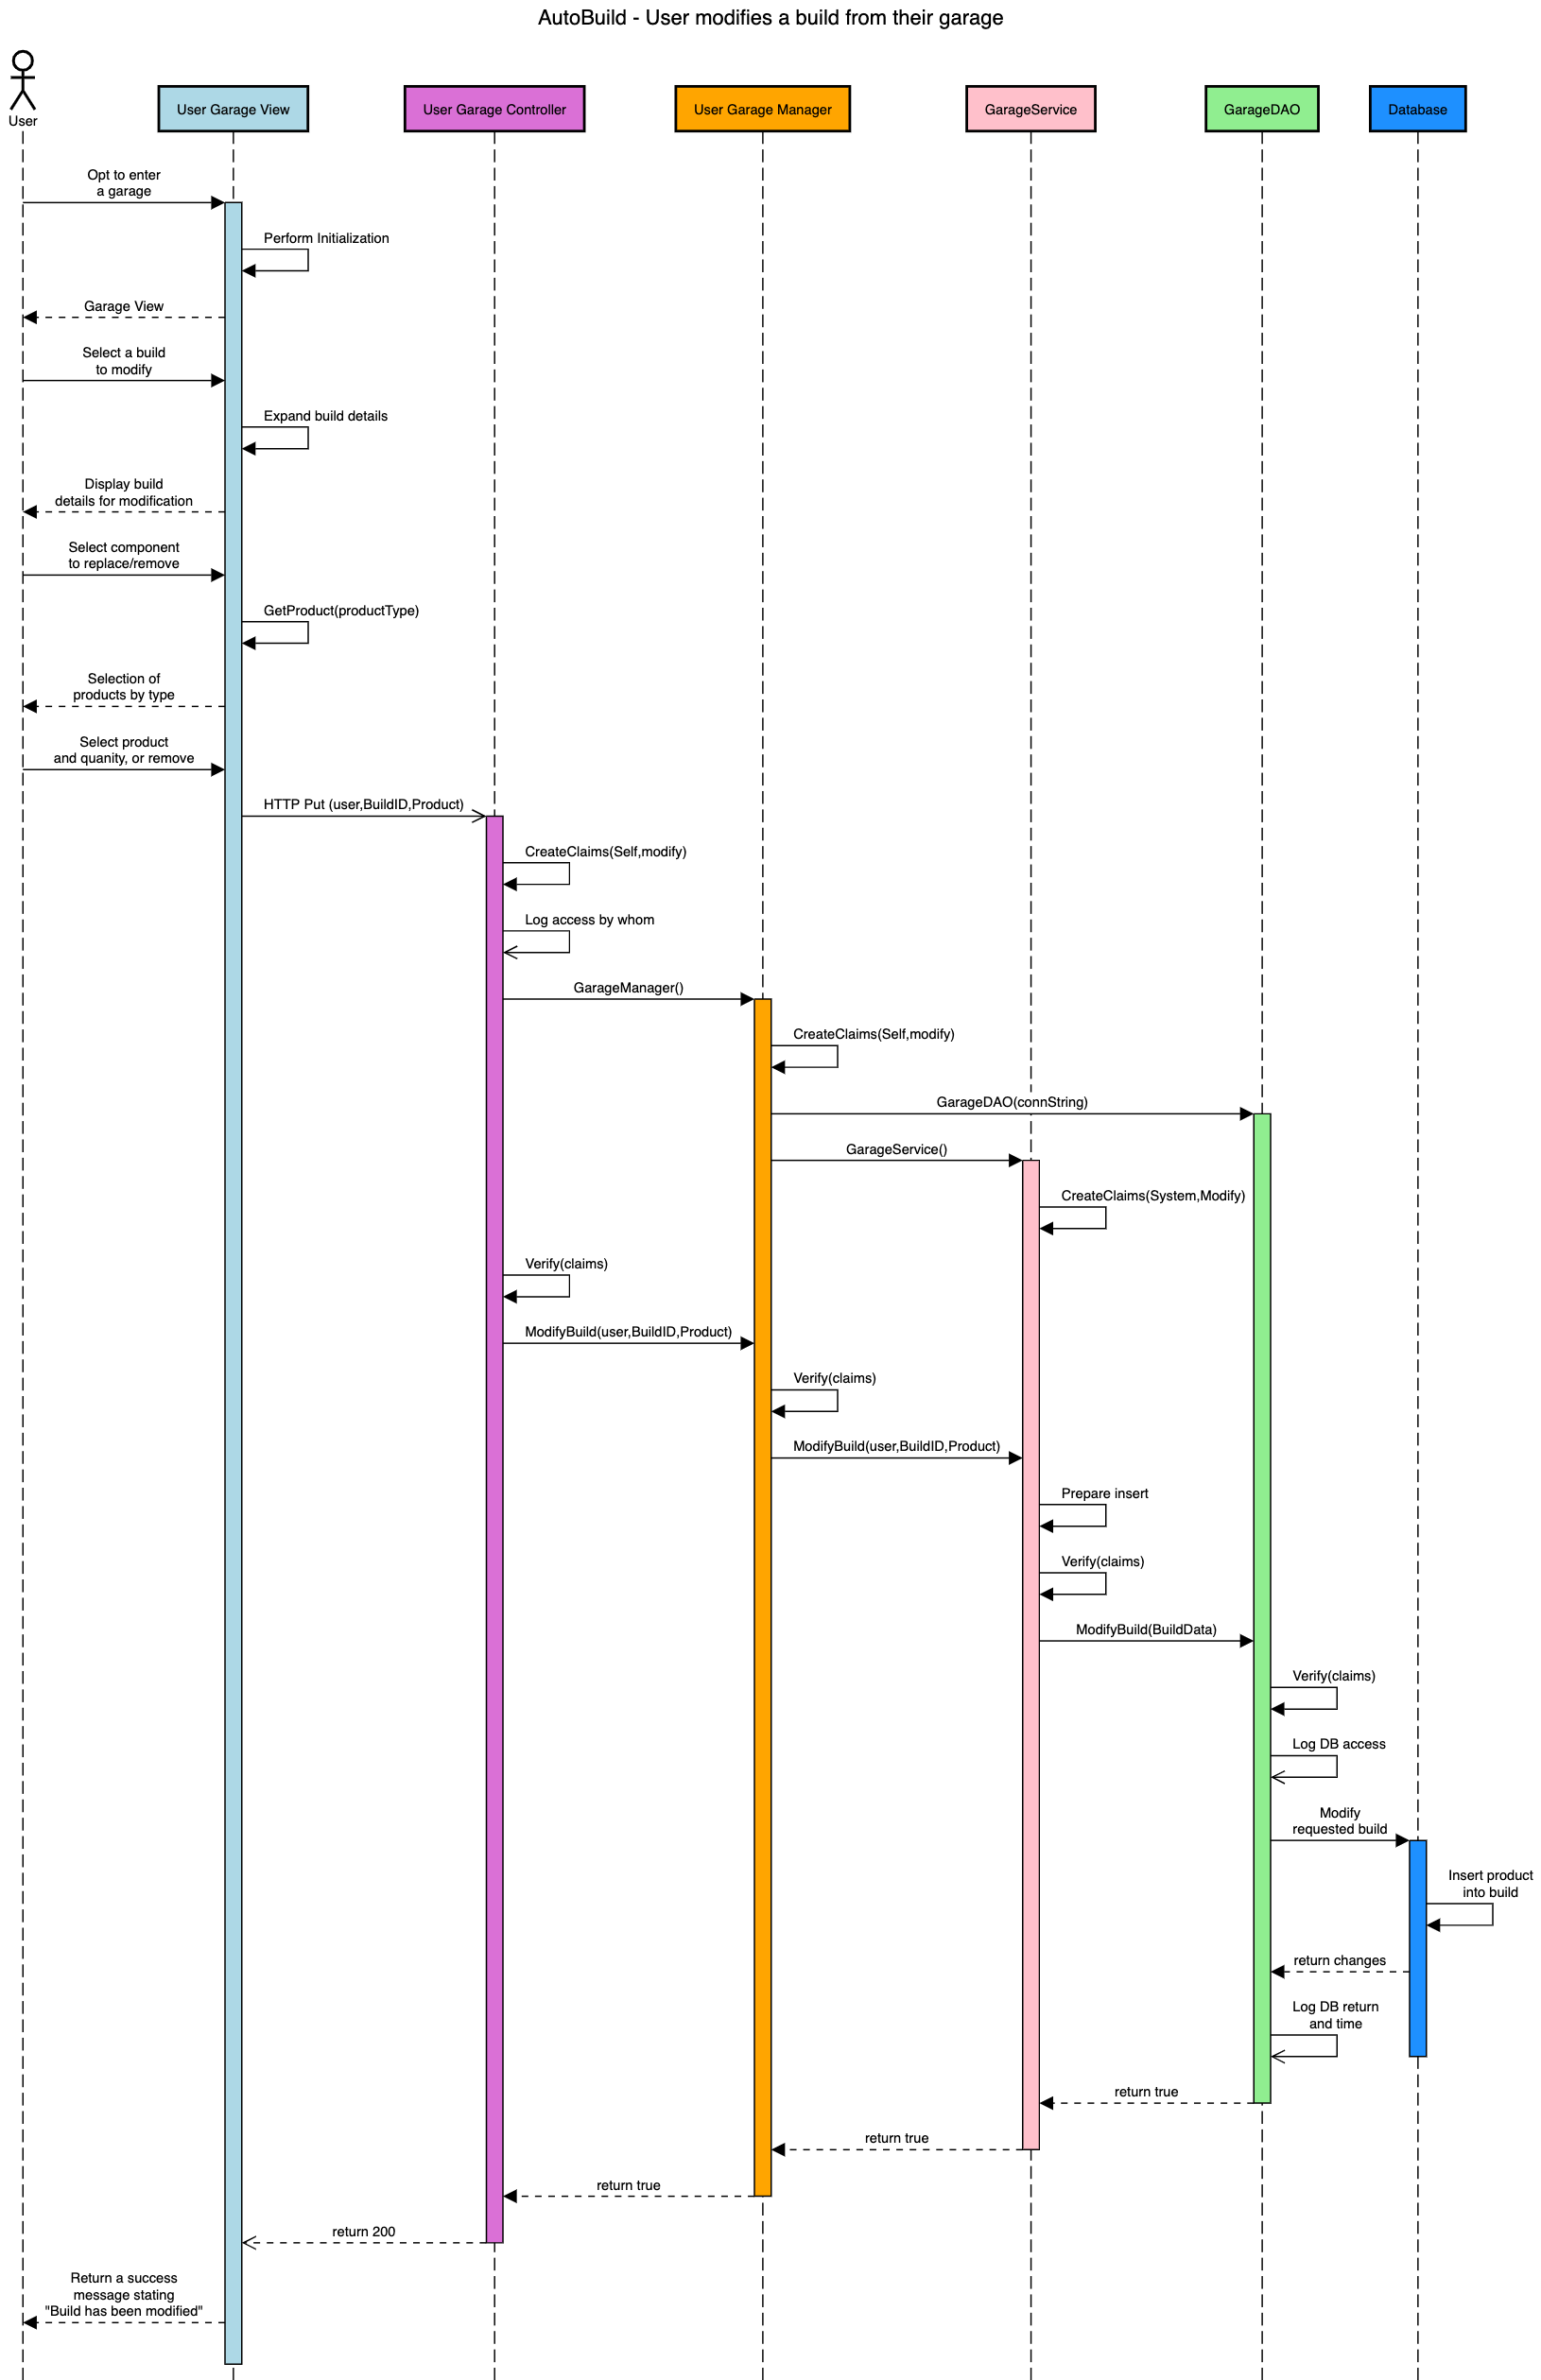 AutoBuild - User modifies a build from their garage
User
User Garage View
User Garage Controller
User Garage Manager
GarageService
GarageDAO
Database
Opt to enter
a garage
Perform Initialization
Garage View
Select a build
to modify
Expand build details
Display build
details for modification
Select component
to replace/remove
GetProduct(productType)
Selection of
products by type
Select product
and quanity, or remove
HTTP Put (user,BuildID,Product)
CreateClaims(Self,modify)
Log access by whom
GarageManager()
CreateClaims(Self,modify)
GarageDAO(connString)
GarageService()
CreateClaims(System,Modify)
Verify(claims)
ModifyBuild(user,BuildID,Product)
Verify(claims)
ModifyBuild(user,BuildID,Product)
Prepare insert
Verify(claims)
ModifyBuild(BuildData)
Verify(claims)
Log DB access
Modify
requested build
Insert product
into build
return changes
Log DB return
and time
return true
return true
return true
return 200
Return a success
message stating
"Build has been modified"